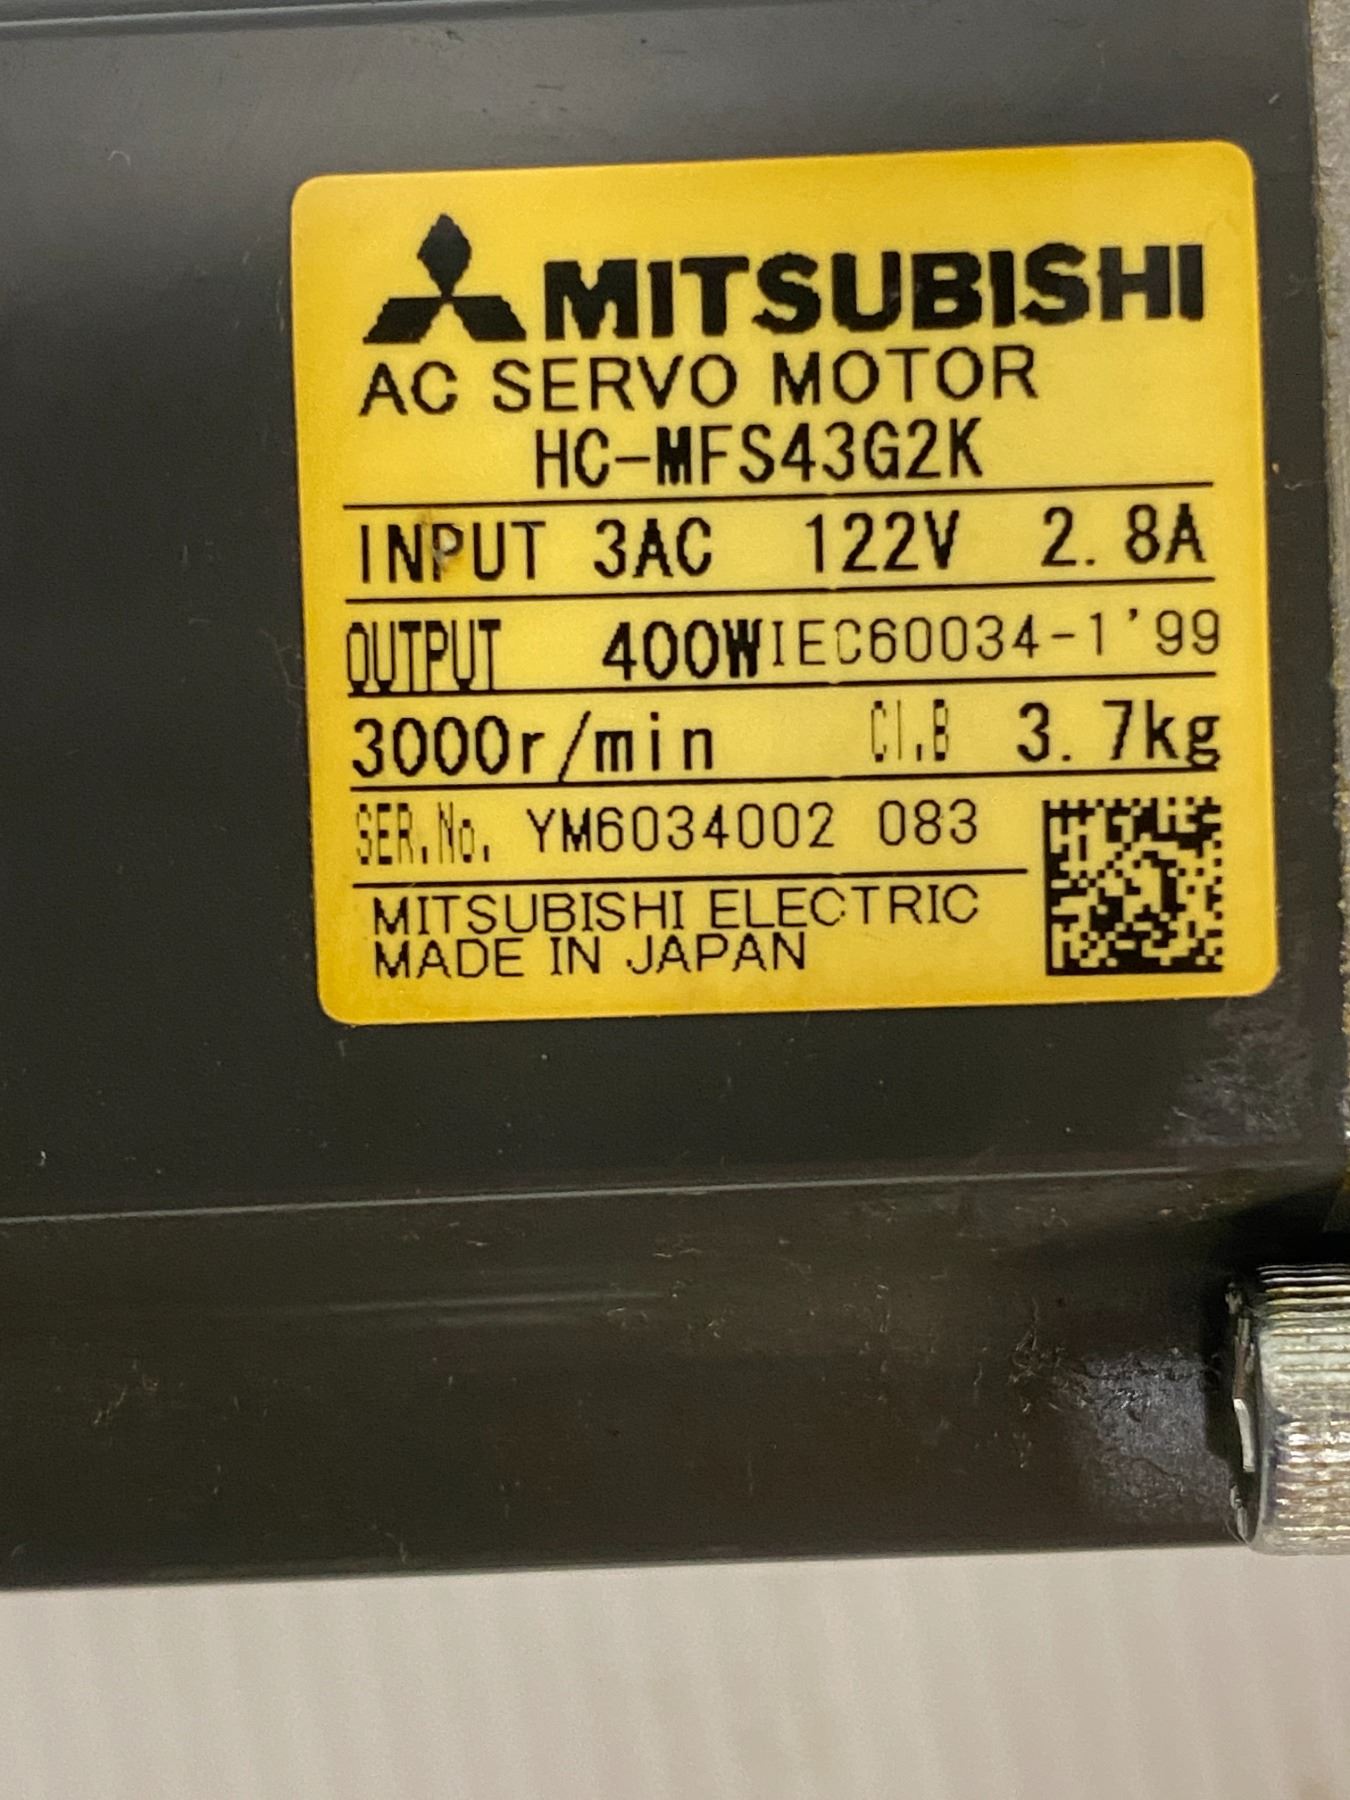 MITSUBISHI
AC SERVO MOTOR
HC-MFS43G2K
INPUT 3AC 122V 2.8A
OUTPUT 400W IEC60034-1'99
3000r/min CI.B 3.7kg
SER.No. YM6034002 083
MITSUBISHI ELECTRIC
MADE IN JAPAN